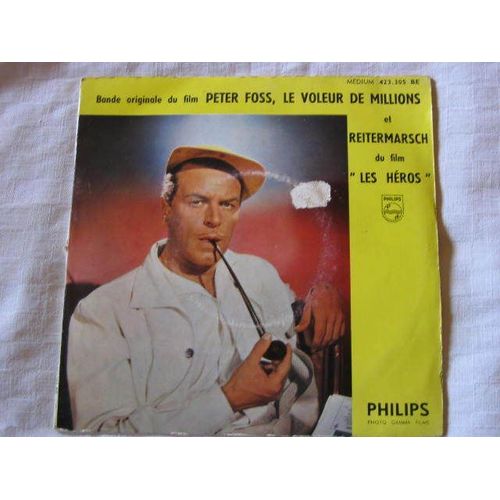 MEDIUM 422.305 BE
Bande originale du film PETER FOSS, LE VOLEUR DE MILLIONS
et
REITERMARSCH
du film
" LES HÉROS "
PHILIPS
PHILIPS
PHOTO GAMMA FILMS